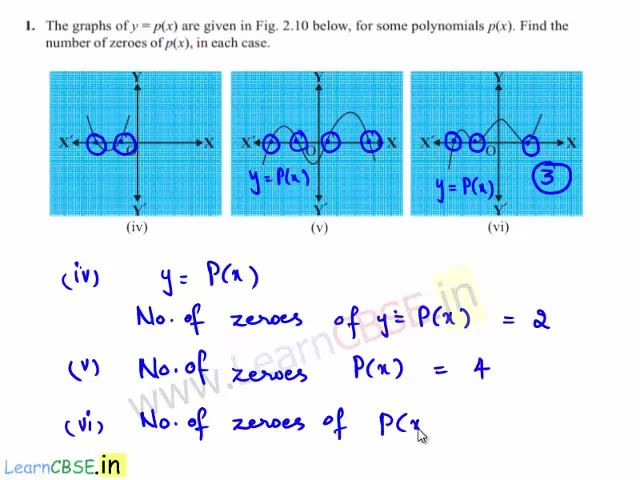 1. The graphs of y = p(x) are given in Fig. 2.10 below, for some polynomials p(x). Find the
number of zeroes of p(x), in each case.
Y Y Y
X′ O X X′ O X X′ O X
y = P(x) y = P(x) 3
Y′ Y′ Y′
(iv) (v) (vi)
(iv) y = P(x)
No. of zeroes of y = P(x) = 2
(v) No. of zeroes P(x) = 4
(vi) No. of zeroes of P(x
www.LearnCBSE.in
LearnCBSE.in